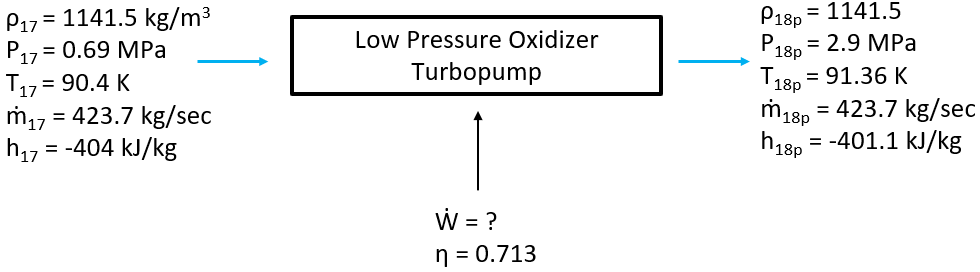 ρ₁₇ = 1141.5 kg/m³
P₁₇ = 0.69 MPa
T₁₇ = 90.4 K
ṁ₁₇ = 423.7 kg/sec
h₁₇ = -404 kJ/kg
Low Pressure Oxidizer
Turbopump
ρ₁₈ₚ = 1141.5
P₁₈ₚ = 2.9 MPa
T₁₈ₚ = 91.36 K
ṁ₁₈ₚ = 423.7 kg/sec
h₁₈ₚ = -401.1 kJ/kg
Ẇ = ?
η = 0.713